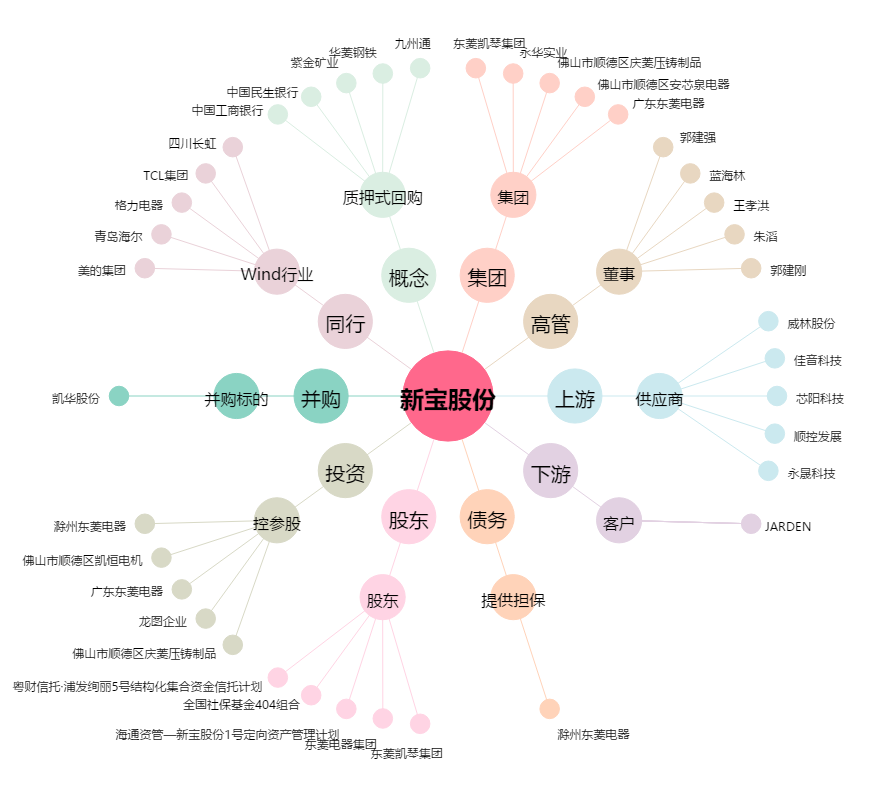 九州通
东菱凯琴集团
华菱钢铁
永华实业
紫金矿业
佛山市顺德区庆菱压铸制品
中国民生银行
佛山市顺德区安芯泉电器
中国工商银行
广东东菱电器
四川长虹
郭建强
TCL集团
蓝海林
质押式回购
集团
格力电器
王孝洪
青岛海尔
朱滔
美的集团
Wind行业
概念
集团
董事
郭建刚
同行
高管
威林股份
佳音科技
凯华股份
并购标的
并购
新宝股份
上游
供应商
芯阳科技
顺控发展
投资
下游
永晟科技
滁州东菱电器
控参股
股东
债务
客户
JARDEN
佛山市顺德区凯恒电机
广东东菱电器
股东
提供担保
龙图企业
佛山市顺德区庆菱压铸制品
粤财信托·浦发绚丽5号结构化集合资金信托计划
全国社保基金404组合
海通资管—新宝股份1号定向资产管理计划
滁州东菱电器
东菱电器集团
东菱凯琴集团